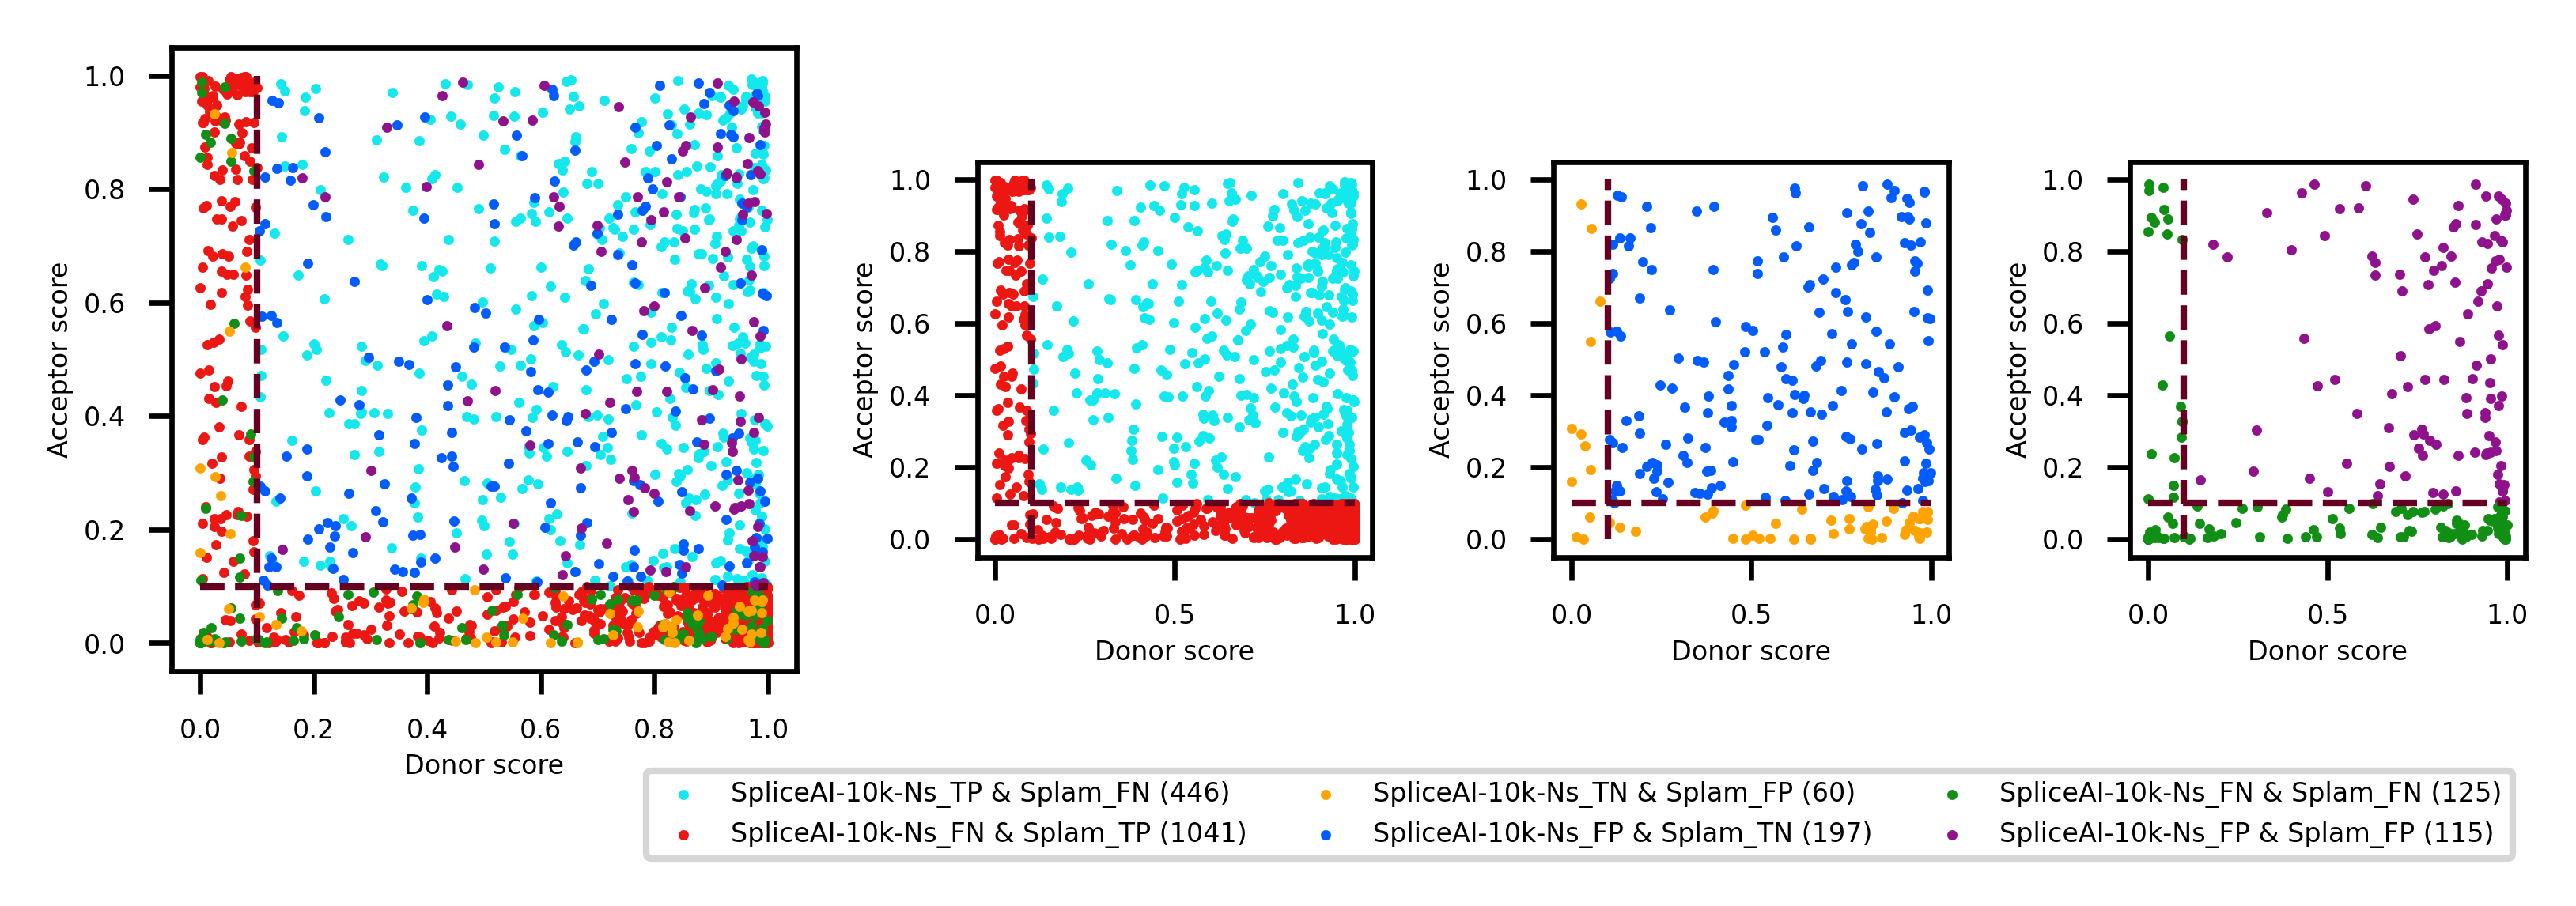 1.0
0.8
0.6
0.4
0.2
0.0
Acceptor score
0.0 0.2 0.4 0.6 0.8 1.0
Donor score
1.0
0.8
0.6
0.4
0.2
0.0
Acceptor score
0.0 0.5 1.0
Donor score
1.0
0.8
0.6
0.4
0.2
0.0
Acceptor score
0.0 0.5 1.0
Donor score
1.0
0.8
0.6
0.4
0.2
0.0
Acceptor score
0.0 0.5 1.0
Donor score
SpliceAI-10k-Ns_TP & Splam_FN (446)
SpliceAI-10k-Ns_FN & Splam_TP (1041)
SpliceAI-10k-Ns_TN & Splam_FP (60)
SpliceAI-10k-Ns_FP & Splam_TN (197)
SpliceAI-10k-Ns_FN & Splam_FN (125)
SpliceAI-10k-Ns_FP & Splam_FP (115)